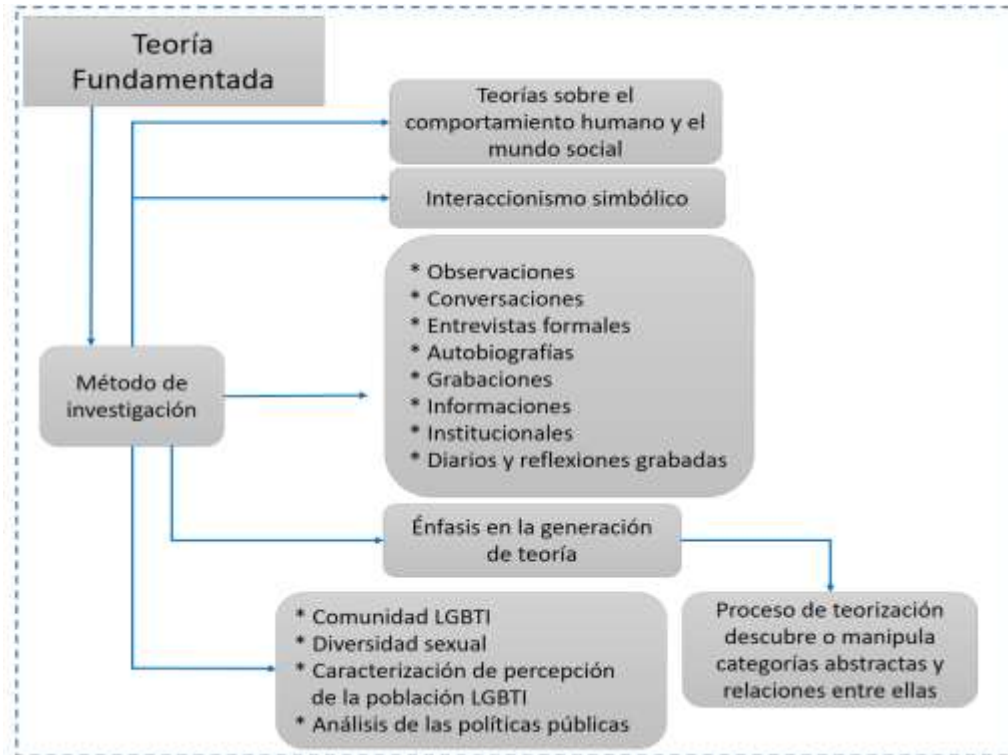 Teoría
Fundamentada
Teorías sobre el
comportamiento humano y el
mundo social
Interaccionismo simbólico
* Observaciones
* Conversaciones
* Entrevistas formales
* Autobiografías
* Grabaciones
* Informaciones
* Institucionales
* Diarios y reflexiones grabadas
Método de
investigación
Énfasis en la generación
de teoría
* Comunidad LGBTI
* Diversidad sexual
* Caracterización de percepción
de la población LGBTI
* Análisis de las políticas públicas
Proceso de teorización
descubre o manipula
categorías abstractas y
relaciones entre ellas